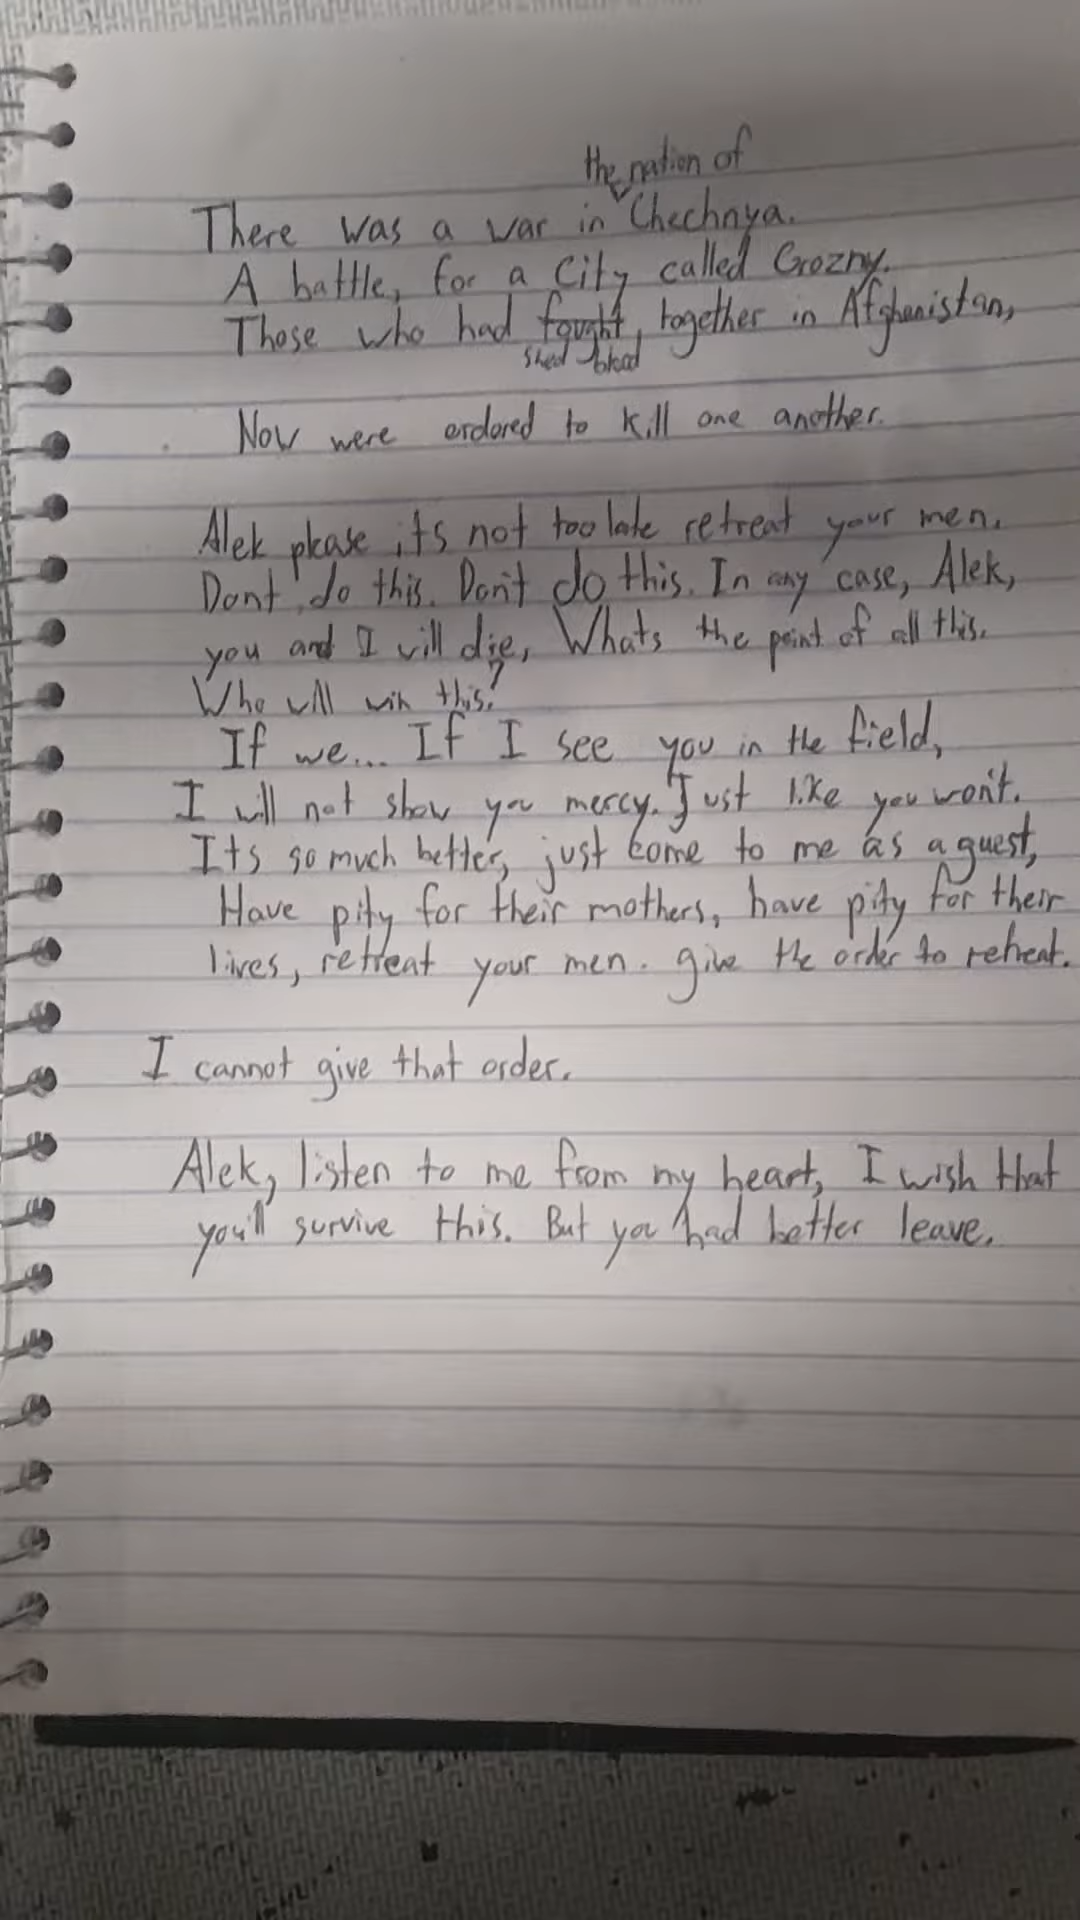 the nation of
There was a war in Chechnya.
A battle, for a City called Grozny.
Those who had fought, together in Afghanistan,
shed blood
Now were ordered to kill one another.
Alek please its not too late retreat your men.
Dont do this. Don't do this. In any case, Alek,
you and I will die, Whats the point of all this.
Who will win this?
If we... If I see you in the field,
I will not show you mercy. Just like you won't.
Its so much better, just come to me as a guest,
Have pity for their mothers, have pity for their
lives, retreat your men. give the order to retreat.
I cannot give that order.
Alek, listen to me from my heart, I wish that
you'll survive this. But you had better leave.